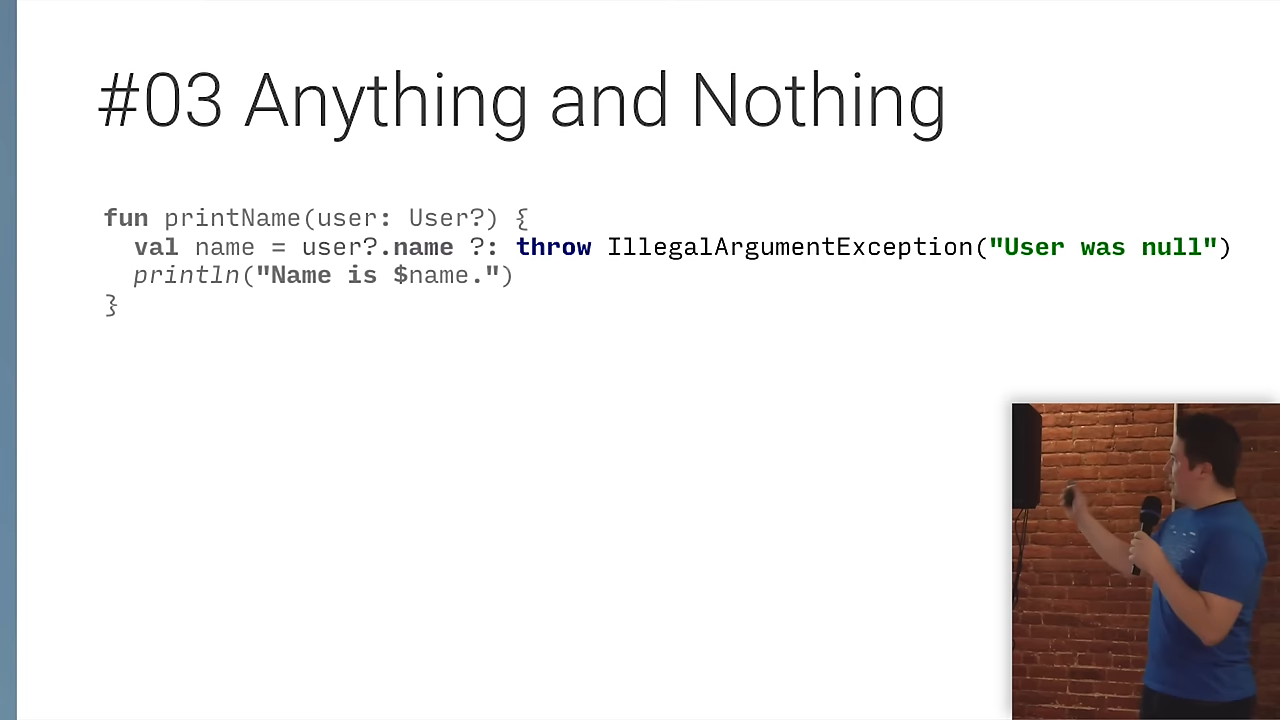 #03 Anything and Nothing
fun printName(user: User?) {
  val name = user?.name ?: throw IllegalArgumentException("User was null")
  println("Name is $name.")
}